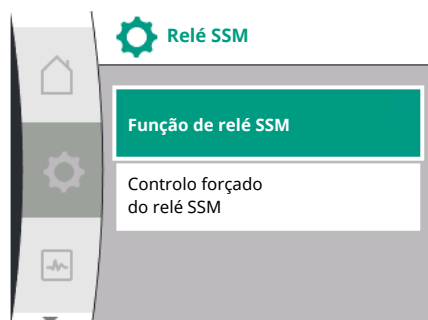 Relé SSM
Função de relé SSM
Controlo forçado
do relé SSM